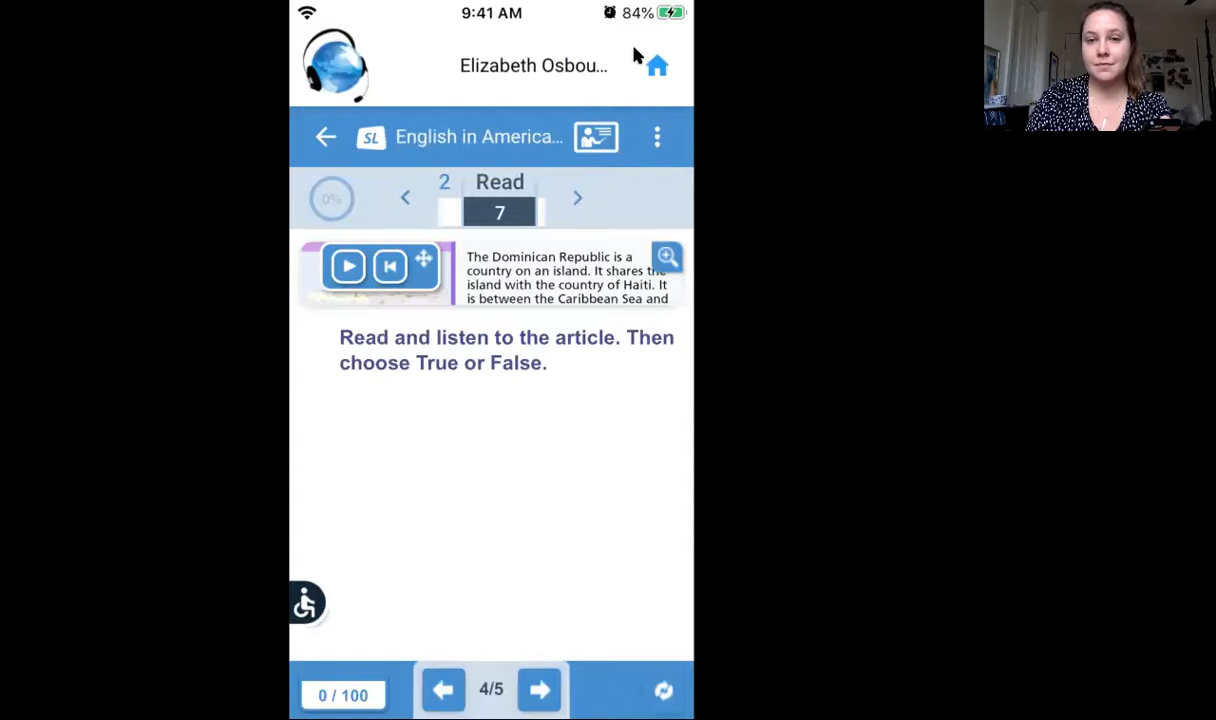 9:41 AM
84%
Elizabeth Osbou...
SL English in America...
0%
2 Read
7
The Dominican Republic is a
country on an island. It shares the
island with the country of Haiti. It
is between the Caribbean Sea and
Read and listen to the article. Then
choose True or False.
0 / 100
4/5